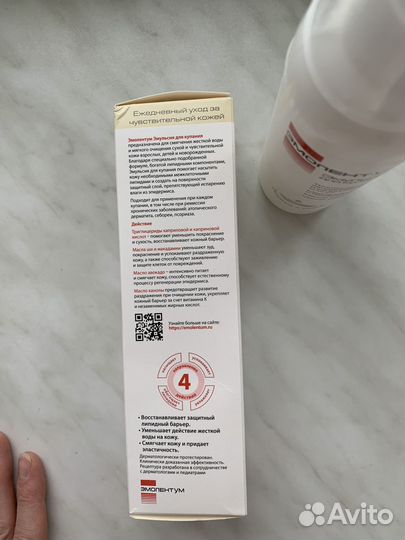 Ежедневный уход за
чувствительной кожей
Эмолентум Эмульсия для купания
предназначена для смягчения жесткой воды
и мягкого очищения сухой и чувствительной
кожи взрослых, детей и новорожденных.
Благодаря специально подобранной
формуле, богатой липидными компонентами,
Эмульсия для купания помогает насытить
кожу необходимыми межклеточными
липидами и создать на поверхности
защитный слой, препятствующий испарению
влаги из эпидермиса.
Подходит для применения при каждом
купании, в том числе при ремиссии
хронических заболеваний: атопического
дерматита, себореи, псориаза.
Действие
Триглицериды каприловой и каприновой
кислот – помогают уменьшить покраснение
и сухость, восстанавливают кожный барьер.
Масла ши и макадамии уменьшают зуд,
покраснение и успокаивают раздраженную
кожу, а также способствуют заживлению
и защите клеток от повреждений.
Масло авокадо – интенсивно питает
и смягчает кожу, способствует естественному
процессу регенерации эпидермиса.
Масло канолы предотвращает развитие
раздражения при очищении кожи, укрепляет
кожный барьер за счет витамина К
и незаменимых жирных кислот.
Узнайте больше на сайте:
https://emolentum.ru
4
• Восстанавливает защитный
липидный барьер.
• Уменьшает действие жесткой
воды на кожу.
• Смягчает кожу и придает
эластичность.
Дерматологически протестирован.
Клинически доказанная эффективность.
Рецептура разработана в сотрудничестве
с дерматологами и педиатрами
ЭМОЛЕНТУМ
ЭМОЛЕНТУМ
Avito